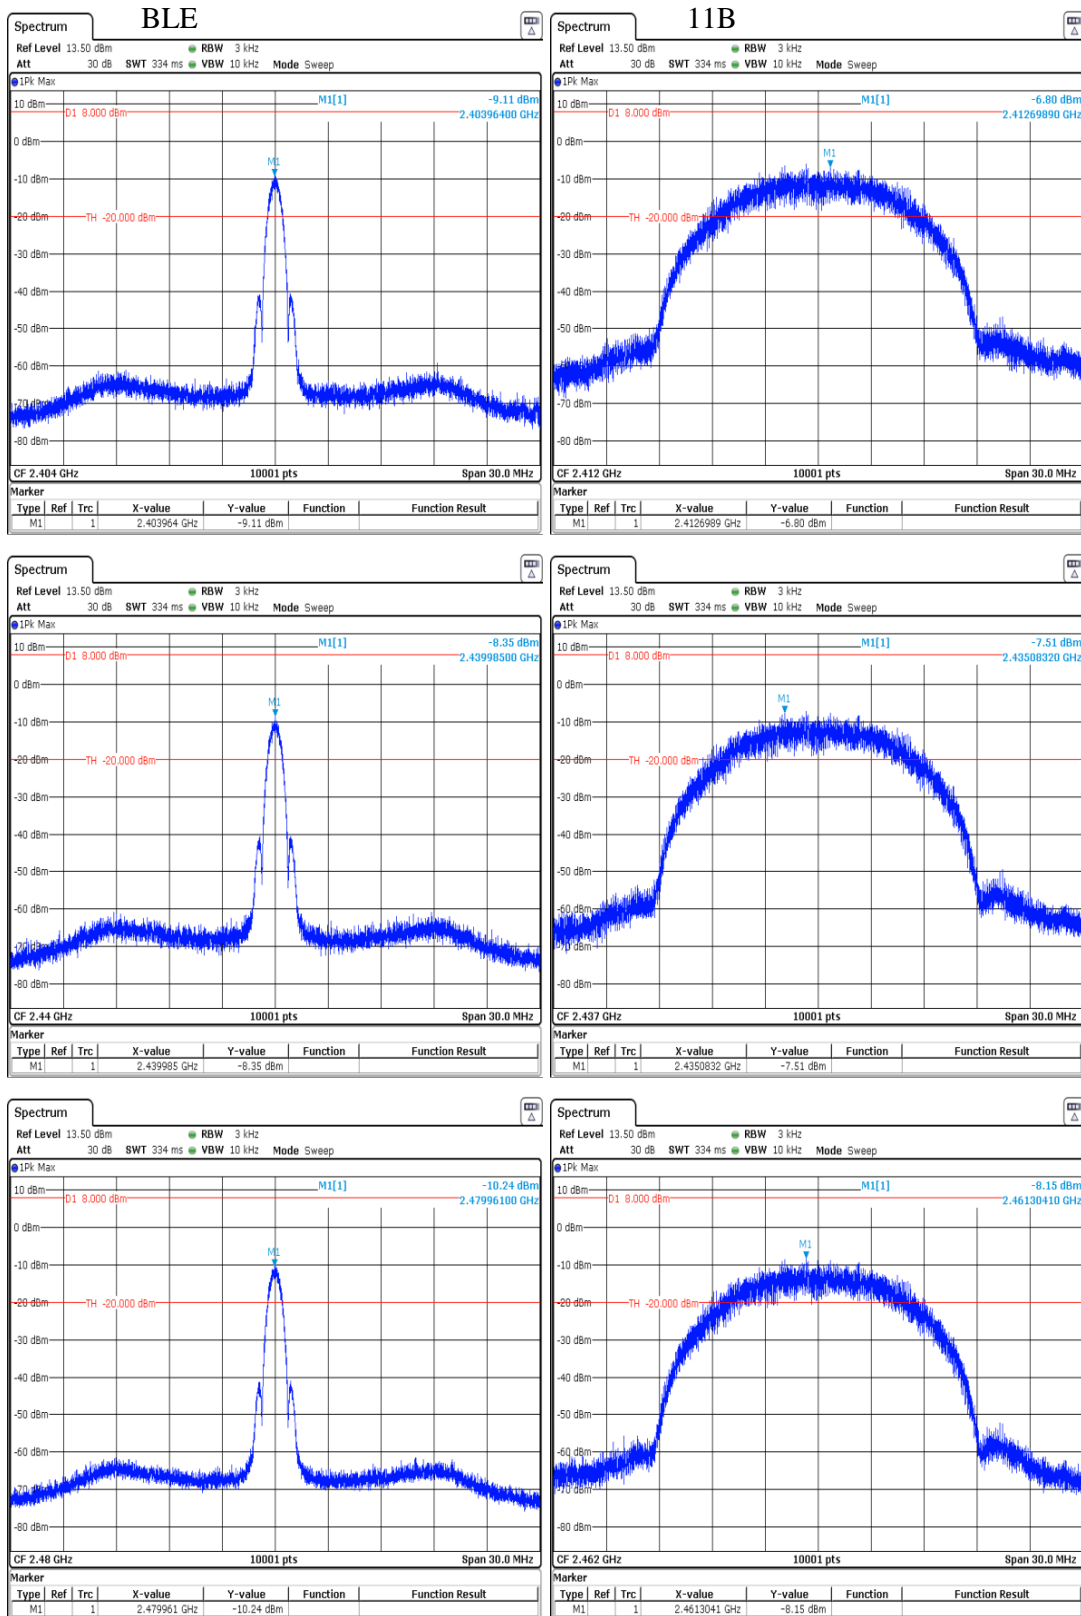 BLE
11B
Spectrum
Ref Level 13.50 dBm RBW 3 kHz
Att 30 dB SWT 334 ms VBW 10 kHz Mode Sweep
1Pk Max
M1[1] -9.11 dBm
2.40396400 GHz
10 dBm
D1 8.000 dBm
0 dBm
M1
-10 dBm
TH -20.000 dBm
-20 dBm
-30 dBm
-40 dBm
-50 dBm
-60 dBm
-70 dBm
-80 dBm
CF 2.404 GHz 10001 pts Span 30.0 MHz
Marker
Type Ref Trc X-value Y-value Function Function Result
M1 1 2.403964 GHz -9.11 dBm
Spectrum
Ref Level 13.50 dBm RBW 3 kHz
Att 30 dB SWT 334 ms VBW 10 kHz Mode Sweep
1Pk Max
M1[1] -6.80 dBm
2.41269890 GHz
10 dBm
D1 8.000 dBm
0 dBm
M1
-10 dBm
TH -20.000 dBm
-20 dBm
-30 dBm
-40 dBm
-50 dBm
-60 dBm
-70 dBm
-80 dBm
CF 2.412 GHz 10001 pts Span 30.0 MHz
Marker
Type Ref Trc X-value Y-value Function Function Result
M1 1 2.4126989 GHz -6.80 dBm
Spectrum
Ref Level 13.50 dBm RBW 3 kHz
Att 30 dB SWT 334 ms VBW 10 kHz Mode Sweep
1Pk Max
M1[1] -8.35 dBm
2.43998500 GHz
10 dBm
D1 8.000 dBm
0 dBm
M1
-10 dBm
TH -20.000 dBm
-20 dBm
-30 dBm
-40 dBm
-50 dBm
-60 dBm
-70 dBm
-80 dBm
CF 2.44 GHz 10001 pts Span 30.0 MHz
Marker
Type Ref Trc X-value Y-value Function Function Result
M1 1 2.439985 GHz -8.35 dBm
Spectrum
Ref Level 13.50 dBm RBW 3 kHz
Att 30 dB SWT 334 ms VBW 10 kHz Mode Sweep
1Pk Max
M1[1] -7.51 dBm
2.43508320 GHz
10 dBm
D1 8.000 dBm
0 dBm
M1
-10 dBm
TH -20.000 dBm
-20 dBm
-30 dBm
-40 dBm
-50 dBm
-60 dBm
-70 dBm
-80 dBm
CF 2.437 GHz 10001 pts Span 30.0 MHz
Marker
Type Ref Trc X-value Y-value Function Function Result
M1 1 2.4350832 GHz -7.51 dBm
Spectrum
Ref Level 13.50 dBm RBW 3 kHz
Att 30 dB SWT 334 ms VBW 10 kHz Mode Sweep
1Pk Max
M1[1] -10.24 dBm
2.47996100 GHz
10 dBm
D1 8.000 dBm
0 dBm
M1
-10 dBm
TH -20.000 dBm
-20 dBm
-30 dBm
-40 dBm
-50 dBm
-60 dBm
-70 dBm
-80 dBm
CF 2.48 GHz 10001 pts Span 30.0 MHz
Marker
Type Ref Trc X-value Y-value Function Function Result
M1 1 2.479961 GHz -10.24 dBm
Spectrum
Ref Level 13.50 dBm RBW 3 kHz
Att 30 dB SWT 334 ms VBW 10 kHz Mode Sweep
1Pk Max
M1[1] -8.15 dBm
2.46130410 GHz
10 dBm
D1 8.000 dBm
0 dBm
M1
-10 dBm
TH -20.000 dBm
-20 dBm
-30 dBm
-40 dBm
-50 dBm
-60 dBm
-70 dBm
-80 dBm
CF 2.462 GHz 10001 pts Span 30.0 MHz
Marker
Type Ref Trc X-value Y-value Function Function Result
M1 1 2.4613041 GHz -8.15 dBm